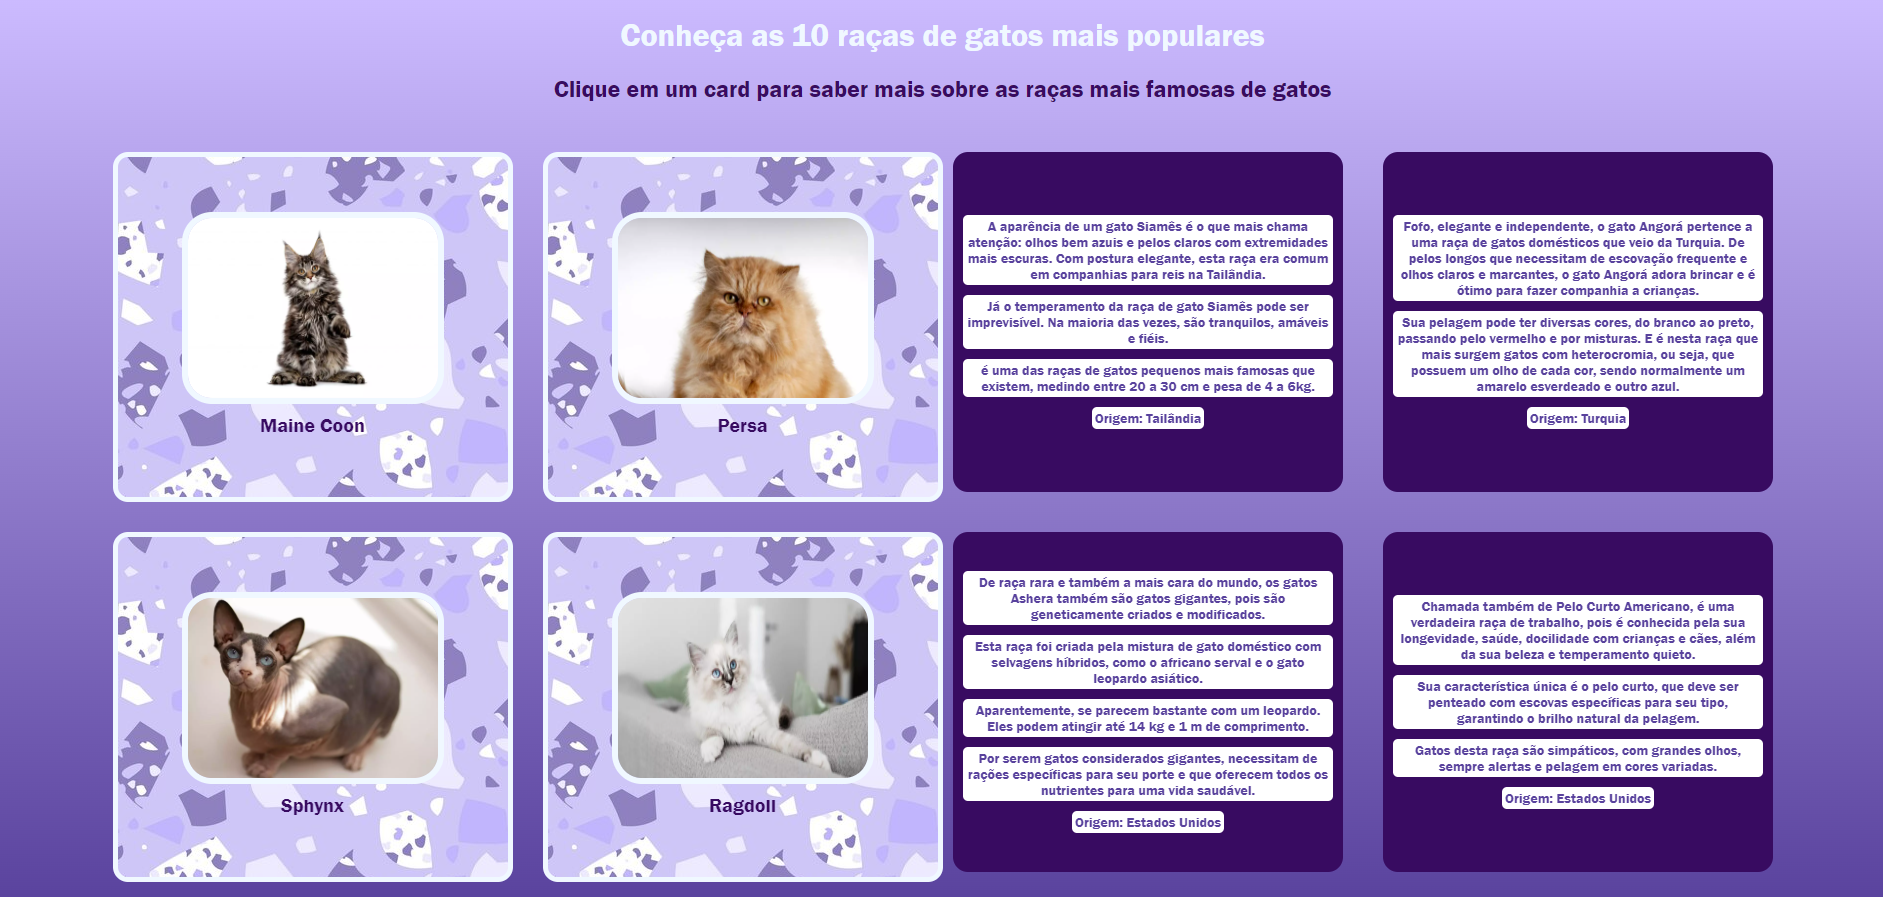 Conheça as 10 raças de gatos mais populares
Clique em um card para saber mais sobre as raças mais famosas de gatos
Maine Coon
Persa
A aparência de um gato Siamês é o que mais chama
atenção: olhos bem azuis e pelos claros com extremidades
mais escuras. Com postura elegante, esta raça era comum
em companhias para reis na Tailândia.
Já o temperamento da raça de gato Siamês pode ser
imprevisível. Na maioria das vezes, são tranquilos, amáveis
e fiéis.
é uma das raças de gatos pequenos mais famosas que
existem, medindo entre 20 a 30 cm e pesa de 4 a 6kg.
Origem: Tailândia
Fofo, elegante e independente, o gato Angorá pertence a
uma raça de gatos domésticos que veio da Turquia. De
pelos longos que necessitam de escovação frequente e
olhos claros e marcantes, o gato Angorá adora brincar e é
ótimo para fazer companhia a crianças.
Sua pelagem pode ter diversas cores, do branco ao preto,
passando pelo vermelho e por misturas. E é nesta raça que
mais surgem gatos com heterocromia, ou seja, que
possuem um olho de cada cor, sendo normalmente um
amarelo esverdeado e outro azul.
Origem: Turquia
Sphynx
Ragdoll
De raça rara e também a mais cara do mundo, os gatos
Ashera também são gatos gigantes, pois são
geneticamente criados e modificados.
Esta raça foi criada pela mistura de gato doméstico com
selvagens híbridos, como o africano serval e o gato
leopardo asiático.
Aparentemente, se parecem bastante com um leopardo.
Eles podem atingir até 14 kg e 1 m de comprimento.
Por serem gatos considerados gigantes, necessitam de
rações específicas para seu porte e que oferecem todos os
nutrientes para uma vida saudável.
Origem: Estados Unidos
Chamada também de Pelo Curto Americano, é uma
verdadeira raça de trabalho, pois é conhecida pela sua
longevidade, saúde, docilidade com crianças e cães, além
da sua beleza e temperamento quieto.
Sua característica única é o pelo curto, que deve ser
penteado com escovas específicas para seu tipo,
garantindo o brilho natural da pelagem.
Gatos desta raça são simpáticos, com grandes olhos,
sempre alertas e pelagem em cores variadas.
Origem: Estados Unidos